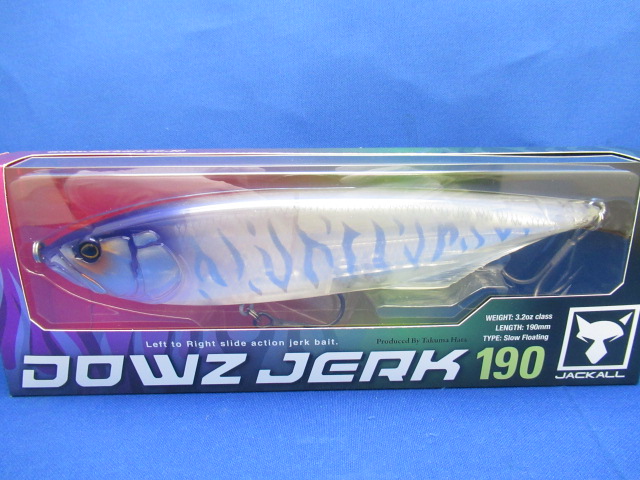 WEIGHT: 3.2oz class
LENGTH: 190mm
TYPE: Slow Floating
Left to Right slide action jerk bait.
Produced By Takuma Hata
DOWZ JERK 190
JACKALL